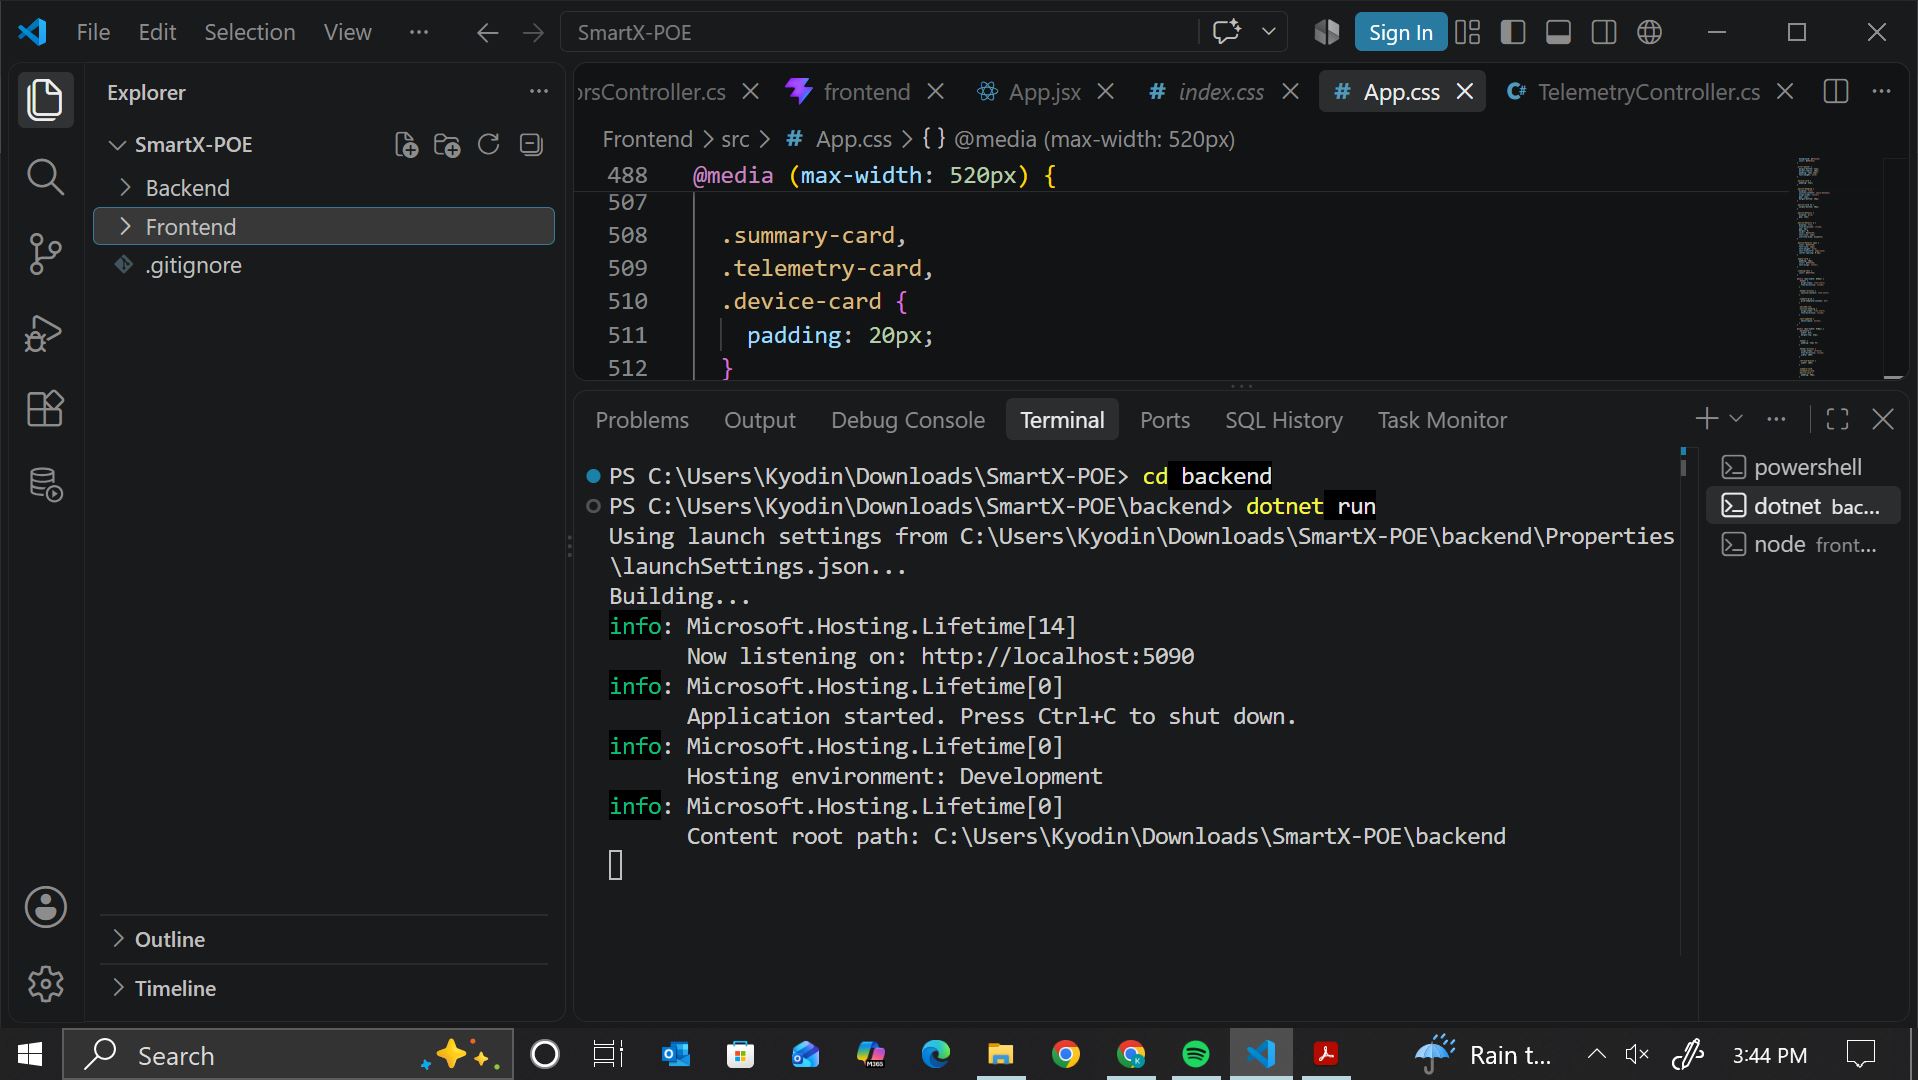 File Edit Selection View
SmartX-POE
Sign In
Explorer
SmartX-POE
Backend
Frontend
.gitignore
Outline
Timeline
orsController.cs
frontend
App.jsx
# index.css
# App.css
C# TelemetryController.cs
Frontend > src > # App.css > { } @media (max-width: 520px)
488 @media (max-width: 520px) {
507
508 .summary-card,
509 .telemetry-card,
510 .device-card {
511 padding: 20px;
512 }
Problems Output Debug Console Terminal Ports SQL History Task Monitor
PS C:\Users\Kyodin\Downloads\SmartX-POE> cd backend
PS C:\Users\Kyodin\Downloads\SmartX-POE\backend> dotnet run
Using launch settings from C:\Users\Kyodin\Downloads\SmartX-POE\backend\Properties
\launchSettings.json...
Building...
info: Microsoft.Hosting.Lifetime[14]
Now listening on: http://localhost:5090
info: Microsoft.Hosting.Lifetime[0]
Application started. Press Ctrl+C to shut down.
info: Microsoft.Hosting.Lifetime[0]
Hosting environment: Development
info: Microsoft.Hosting.Lifetime[0]
Content root path: C:\Users\Kyodin\Downloads\SmartX-POE\backend
powershell
dotnet bac...
node front...
Search
M365
Rain t...
3:44 PM